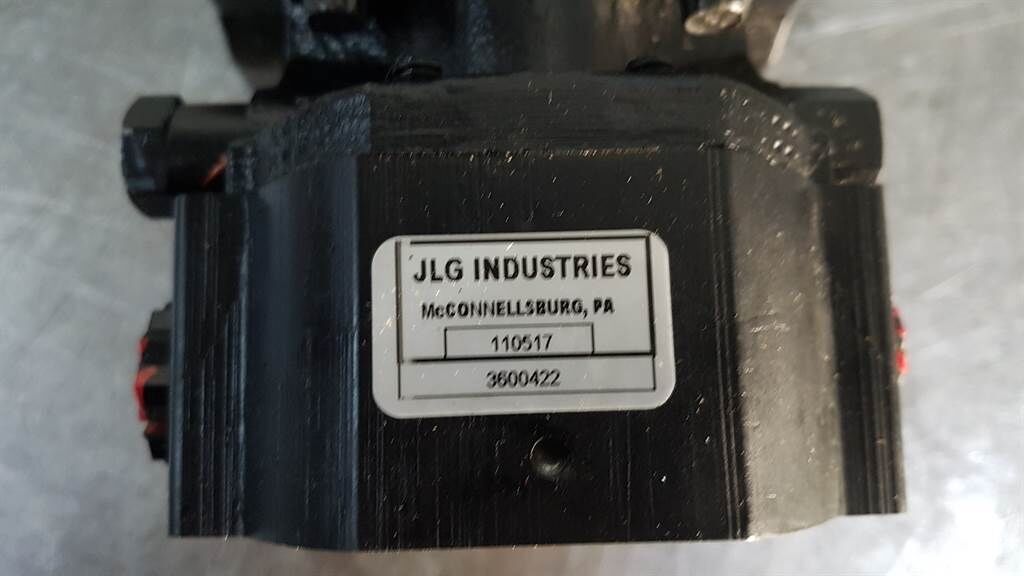 JLG INDUSTRIES
McCONNELLSBURG, PA
110517
3600422